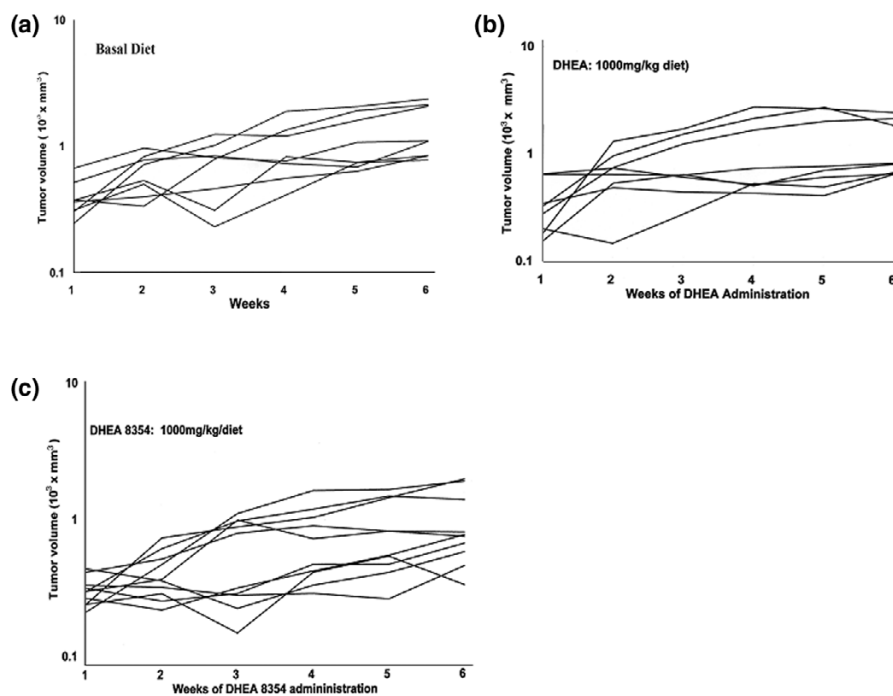 (a)
Basal Diet
Tumor volume ( 10³ x mm³)
10
1
0.1
1 2 3 4 5 6
Weeks
(b)
DHEA: 1000mg/kg diet)
Tumor volume (10³ x mm³)
10
1
0.1
1 2 3 4 5 6
Weeks of DHEA Administration
(c)
DHEA 8354: 1000mg/kg/diet
Tumor volume (10³ x mm³)
10
1
0.1
1 2 3 4 5 6
Weeks of DHEA 8354 admininistration